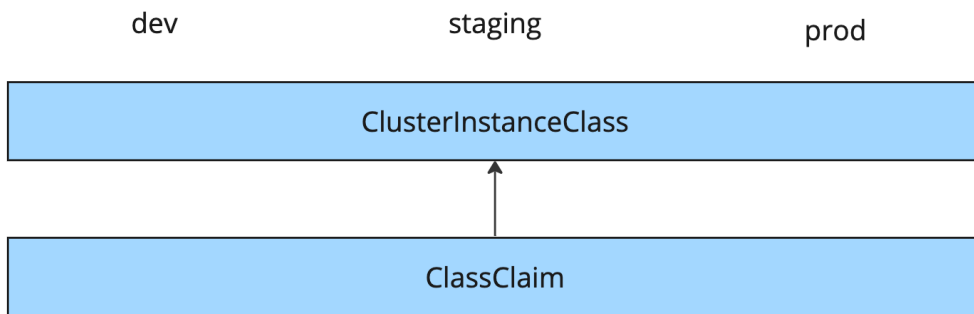 dev
staging
prod
ClusterInstanceClass
ClassClaim